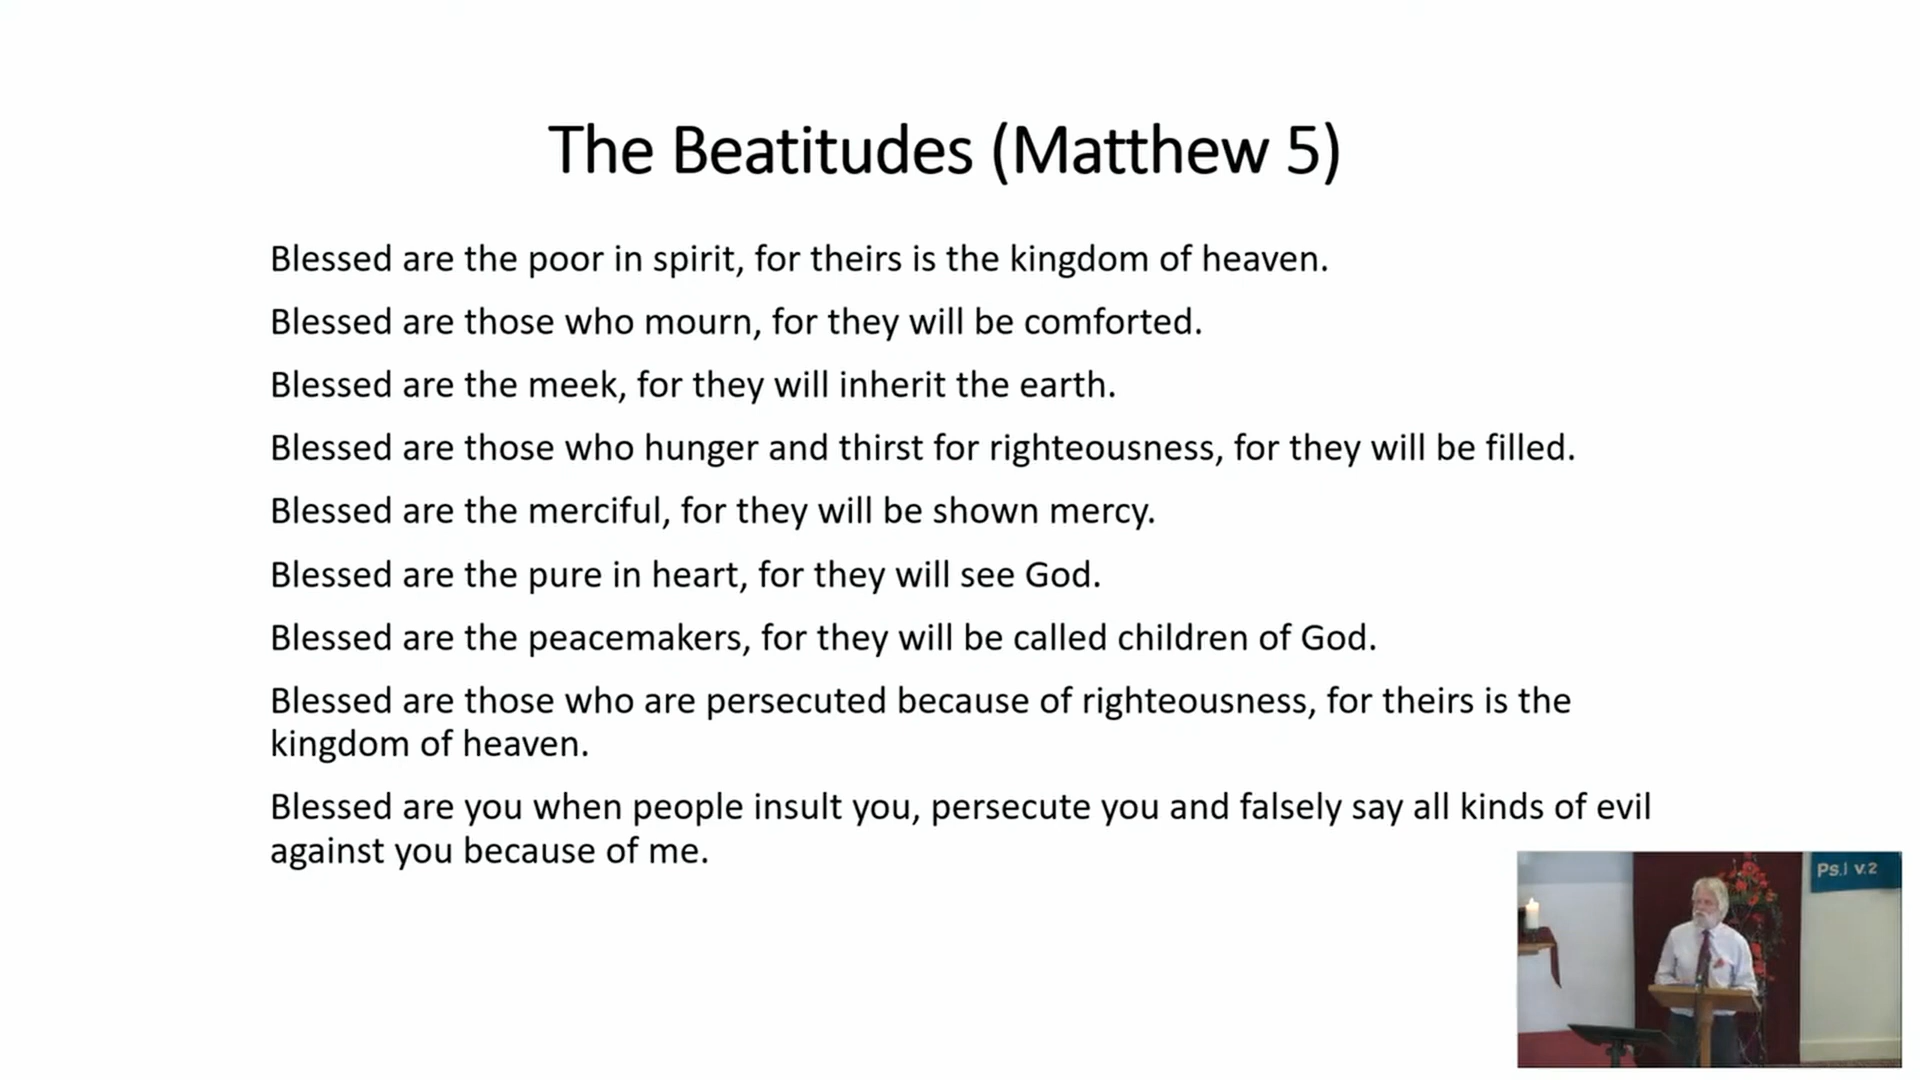 The Beatitudes (Matthew 5)
Blessed are the poor in spirit, for theirs is the kingdom of heaven.
Blessed are those who mourn, for they will be comforted.
Blessed are the meek, for they will inherit the earth.
Blessed are those who hunger and thirst for righteousness, for they will be filled.
Blessed are the merciful, for they will be shown mercy.
Blessed are the pure in heart, for they will see God.
Blessed are the peacemakers, for they will be called children of God.
Blessed are those who are persecuted because of righteousness, for theirs is the
kingdom of heaven.
Blessed are you when people insult you, persecute you and falsely say all kinds of evil
against you because of me.
Ps.1 v.2